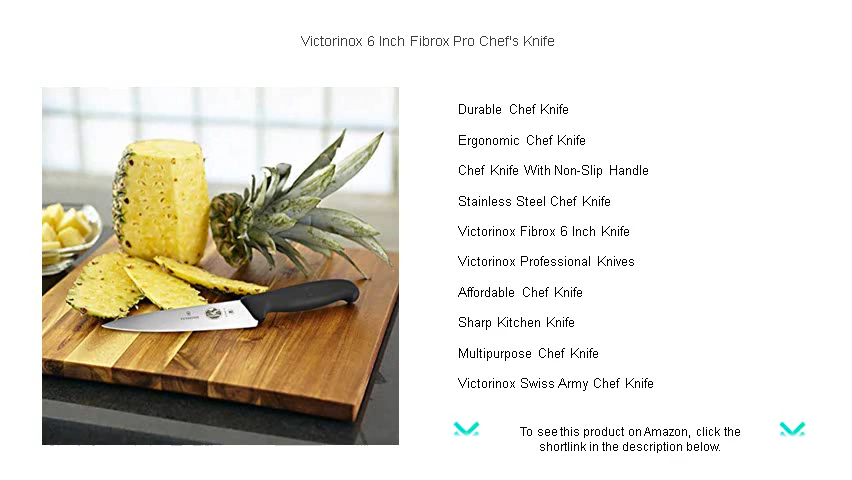 Victorinox 6 Inch Fibrox Pro Chef's Knife
Durable Chef Knife
Ergonomic Chef Knife
Chef Knife With Non-Slip Handle
Stainless Steel Chef Knife
Victorinox Fibrox 6 Inch Knife
Victorinox Professional Knives
Affordable Chef Knife
Sharp Kitchen Knife
Multipurpose Chef Knife
Victorinox Swiss Army Chef Knife
To see this product on Amazon, click the
shortlink in the description below.